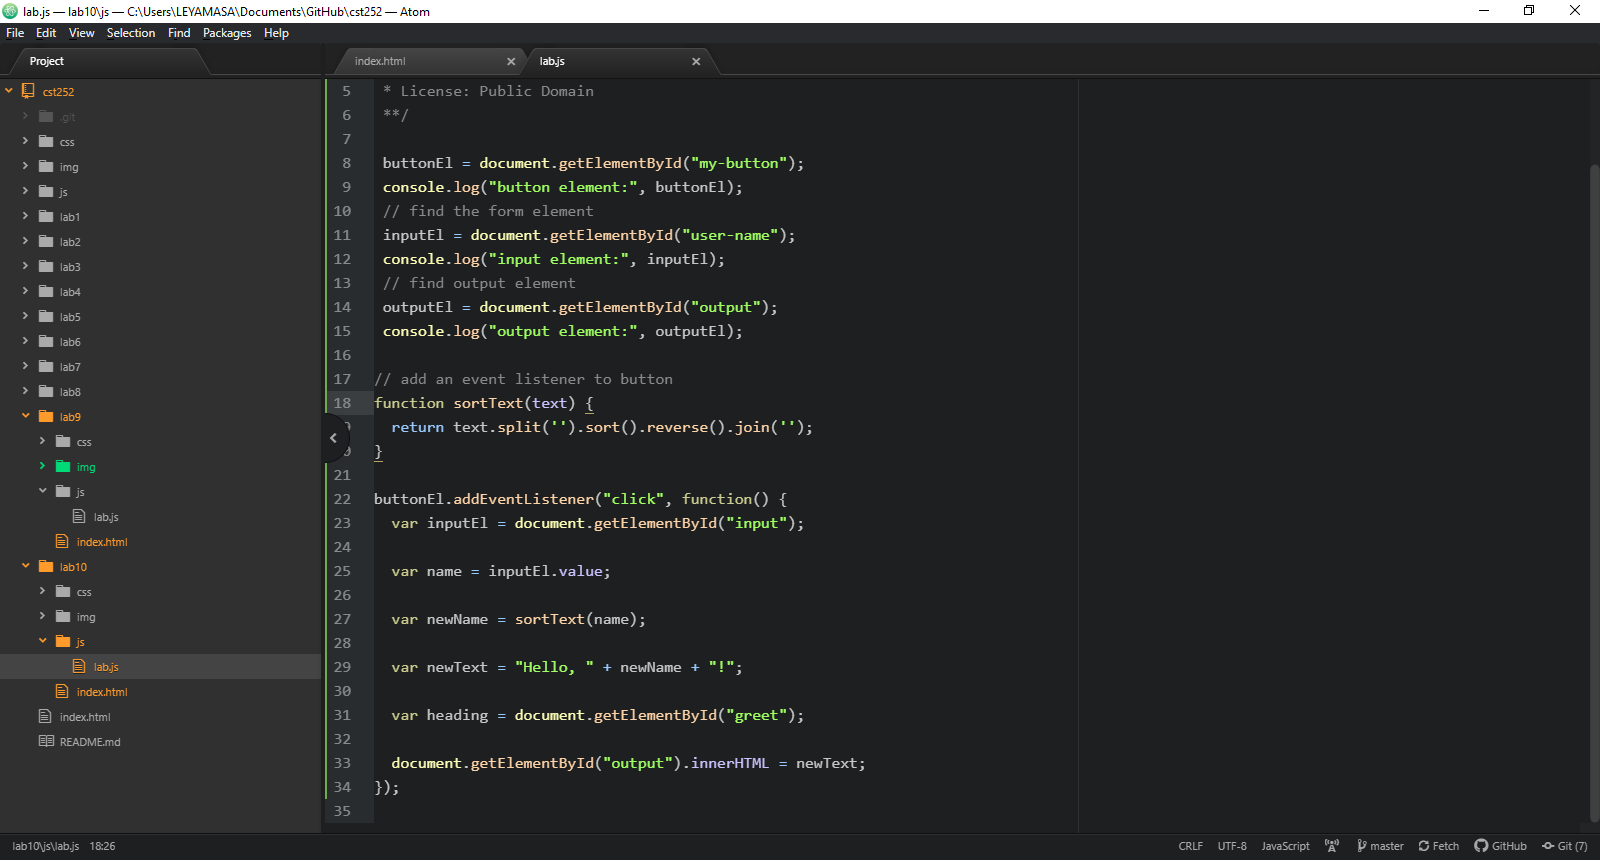 lab.js — lab10\js — C:\Users\LEYAMASA\Documents\GitHub\cst252 — Atom
File Edit View Selection Find Packages Help
Project
cst252
.git
css
img
js
lab1
lab2
lab3
lab4
lab5
lab6
lab7
lab8
lab9
css
img
js
lab.js
index.html
lab10
css
img
js
lab.js
index.html
index.html
README.md
index.html lab.js
5 * License: Public Domain
6 **/
7
8 buttonEl = document.getElementById("my-button");
9 console.log("button element:", buttonEl);
10 // find the form element
11 inputEl = document.getElementById("user-name");
12 console.log("input element:", inputEl);
13 // find output element
14 outputEl = document.getElementById("output");
15 console.log("output element:", outputEl);
16
17 // add an event listener to button
18 function sortText(text) {
return text.split('').sort().reverse().join('');
}
21
22 buttonEl.addEventListener("click", function() {
23 var inputEl = document.getElementById("input");
24
25 var name = inputEl.value;
26
27 var newName = sortText(name);
28
29 var newText = "Hello, " + newName + "!";
30
31 var heading = document.getElementById("greet");
32
33 document.getElementById("output").innerHTML = newText;
34 });
35
lab10\js\lab.js 18:26 CRLF UTF-8 JavaScript master Fetch GitHub Git (7)